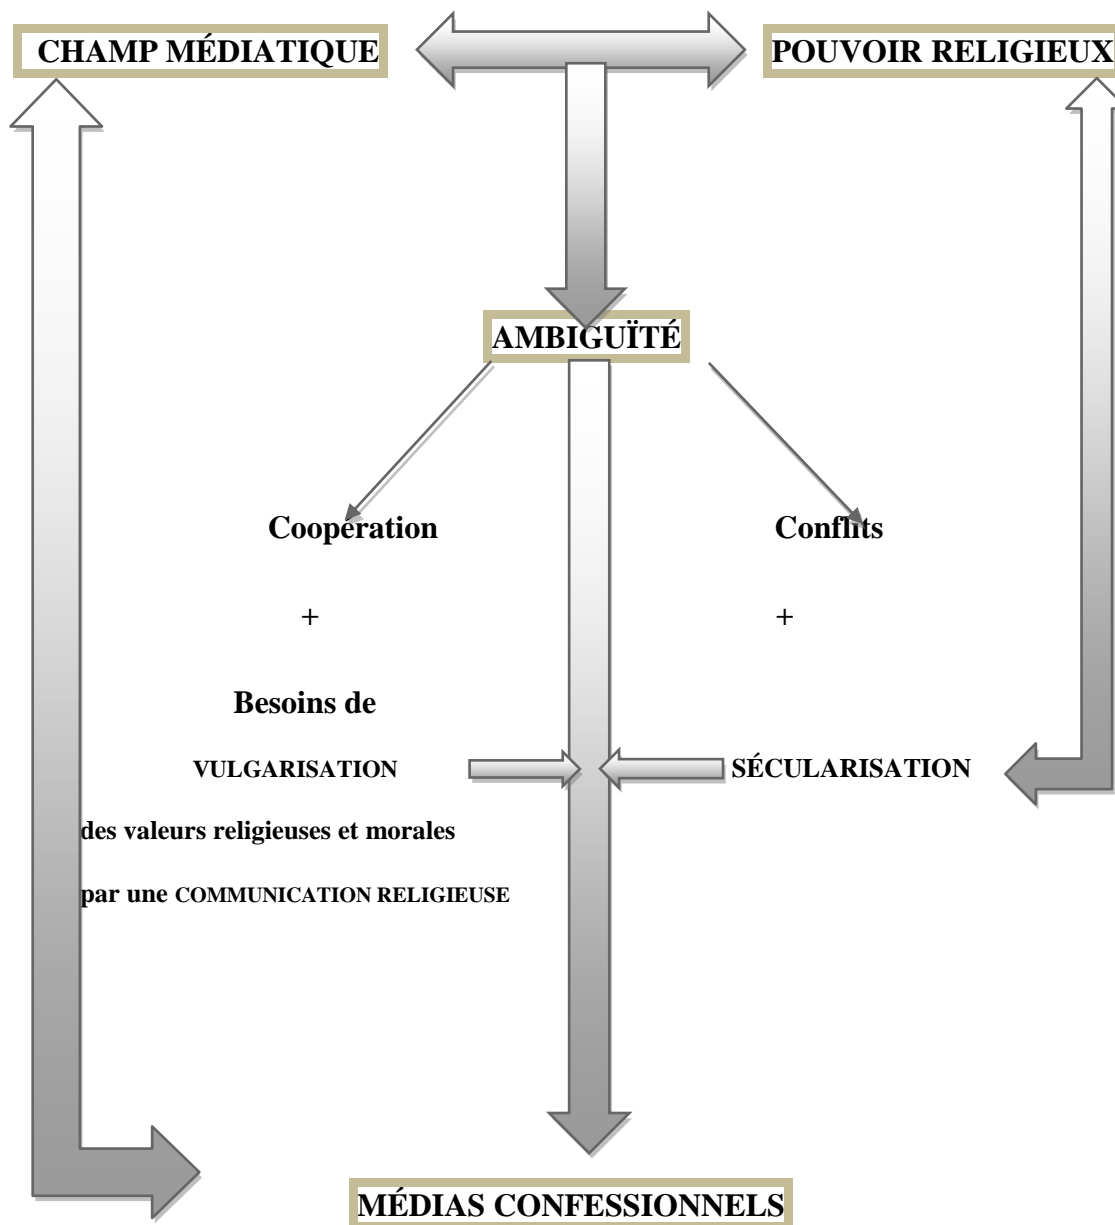 CHAMP MÉDIATIQUE
POUVOIR RELIGIEUX
AMBIGUÏTÉ
Coopération
Conflits
+
+
Besoins de
VULGARISATION
SÉCULARISATION
des valeurs religieuses et morales
par une COMMUNICATION RELIGIEUSE
MÉDIAS CONFESSIONNELS